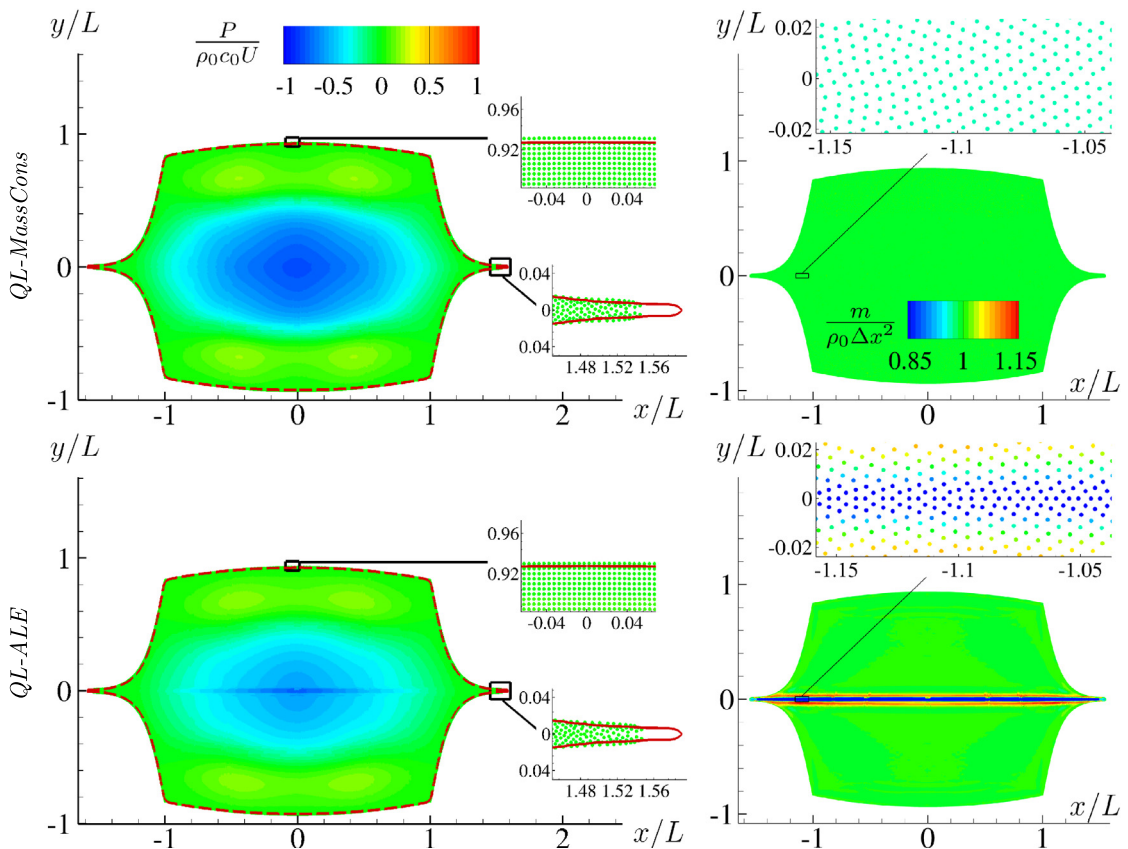 y/L
P / ρ₀c₀U
-1 -0.5 0 0.5 1
QL-MassCons
1
0
-1
-1 0 1 2
x/L
0.96
0.92
-0.04 0 0.04
0.04
0
0.04
1.48 1.52 1.56
y/L
0.02
0
-0.02
-1.15 -1.1 -1.05
1
0
-1
m / ρ₀Δx²
0.85 1 1.15
-1 0 1
x/L
y/L
QL-ALE
1
0
-1
-1 0 1 2
x/L
0.96
0.92
-0.04 0 0.04
0.04
0
0.04
1.48 1.52 1.56
y/L
0.02
0
-0.02
-1.15 -1.1 -1.05
1
0
-1
-1 0 1
x/L